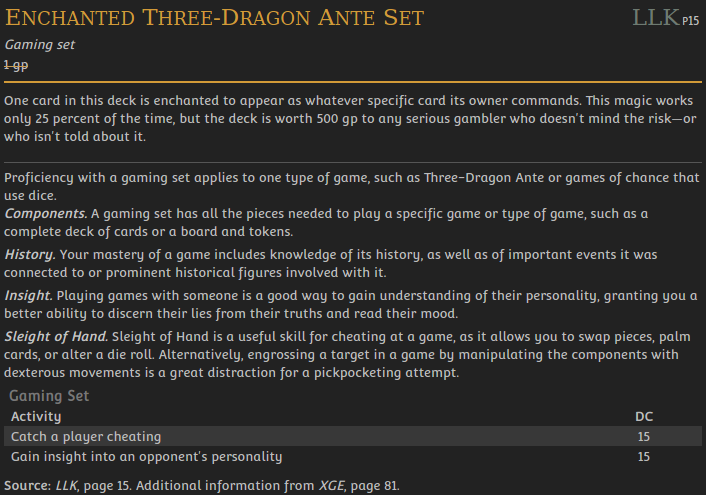 Enchanted Three-Dragon Ante Set LLK P15
Gaming set
1 gp
One card in this deck is enchanted to appear as whatever specific card its owner commands. This magic works
only 25 percent of the time, but the deck is worth 500 gp to any serious gambler who doesn't mind the risk—or
who isn't told about it.
Proficiency with a gaming set applies to one type of game, such as Three-Dragon Ante or games of chance that
use dice.
Components. A gaming set has all the pieces needed to play a specific game or type of game, such as a
complete deck of cards or a board and tokens.
History. Your mastery of a game includes knowledge of its history, as well as of important events it was
connected to or prominent historical figures involved with it.
Insight. Playing games with someone is a good way to gain understanding of their personality, granting you a
better ability to discern their lies from their truths and read their mood.
Sleight of Hand. Sleight of Hand is a useful skill for cheating at a game, as it allows you to swap pieces, palm
cards, or alter a die roll. Alternatively, engrossing a target in a game by manipulating the components with
dexterous movements is a great distraction for a pickpocketing attempt.
Gaming Set
Activity DC
Catch a player cheating 15
Gain insight into an opponent's personality 15
Source: LLK, page 15. Additional information from XGE, page 81.